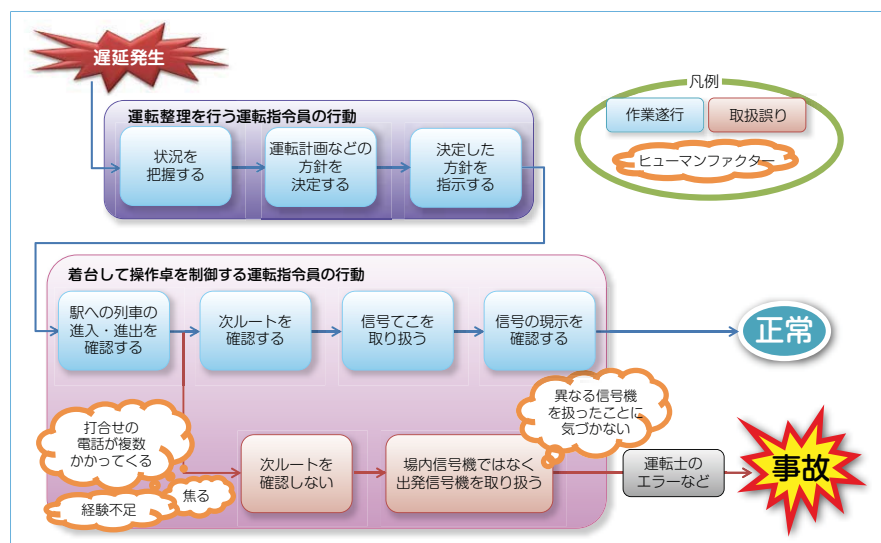 遅延発生
運転整理を行う運転指令員の行動
状況を
把握する
運転計画などの
方針を
決定する
決定した
方針を
指示する
凡例
作業遂行
取扱誤り
ヒューマンファクター
着台して操作卓を制御する運転指令員の行動
駅への列車の
進入・進出を
確認する
次ルートを
確認する
信号てこを
取り扱う
信号の現示を
確認する
正常
打合せの
電話が複数
かかってくる
焦る
経験不足
次ルートを
確認しない
場内信号機ではなく
出発信号機を取り扱う
異なる信号機
を扱ったことに
気づかない
運転士の
エラーなど
事故